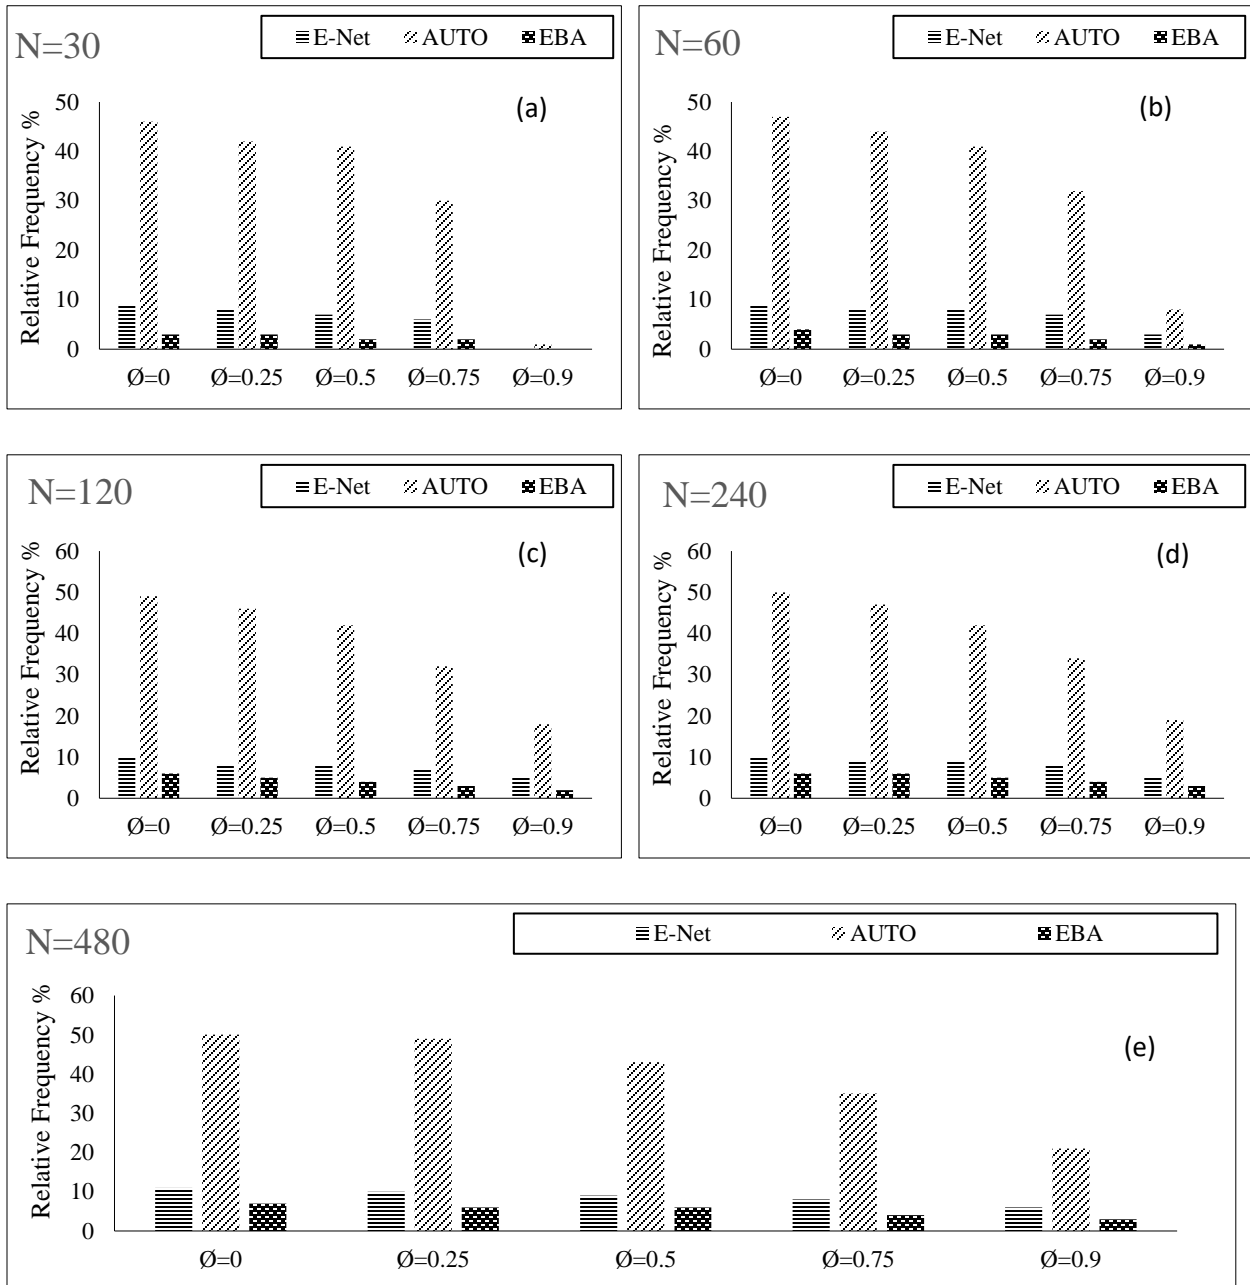 N=30
E-Net AUTO EBA
(a)
Relative Frequency %
50
40
30
20
10
0
Ø=0 Ø=0.25 Ø=0.5 Ø=0.75 Ø=0.9
N=60
E-Net AUTO EBA
(b)
Relative Frequency %
50
40
30
20
10
0
Ø=0 Ø=0.25 Ø=0.5 Ø=0.75 Ø=0.9
N=120
E-Net AUTO EBA
(c)
Relative Frequency %
60
50
40
30
20
10
0
Ø=0 Ø=0.25 Ø=0.5 Ø=0.75 Ø=0.9
N=240
E-Net AUTO EBA
(d)
Relative Frequency %
60
50
40
30
20
10
0
Ø=0 Ø=0.25 Ø=0.5 Ø=0.75 Ø=0.9
N=480
E-Net AUTO EBA
(e)
Relative Frequency %
60
50
40
30
20
10
0
Ø=0 Ø=0.25 Ø=0.5 Ø=0.75 Ø=0.9